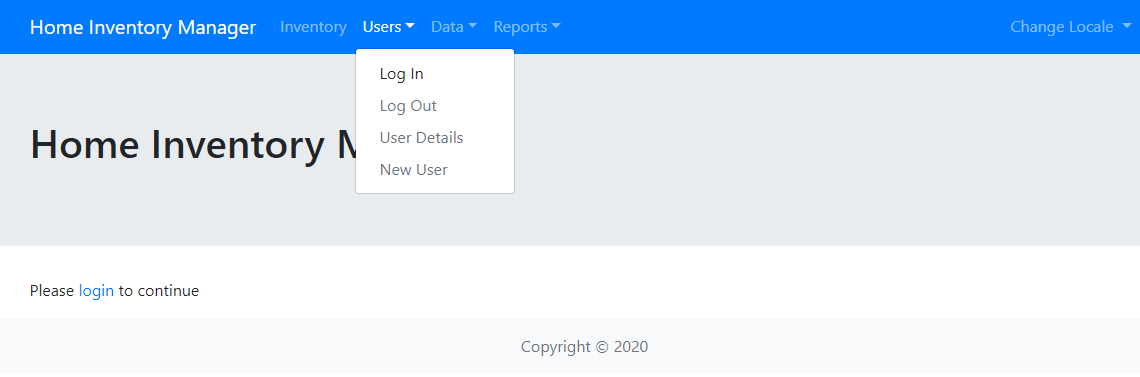 Home Inventory Manager Inventory Users Data Reports Change Locale
Log In
Log Out
User Details
New User
Home Inventory M
Please login to continue
Copyright © 2020